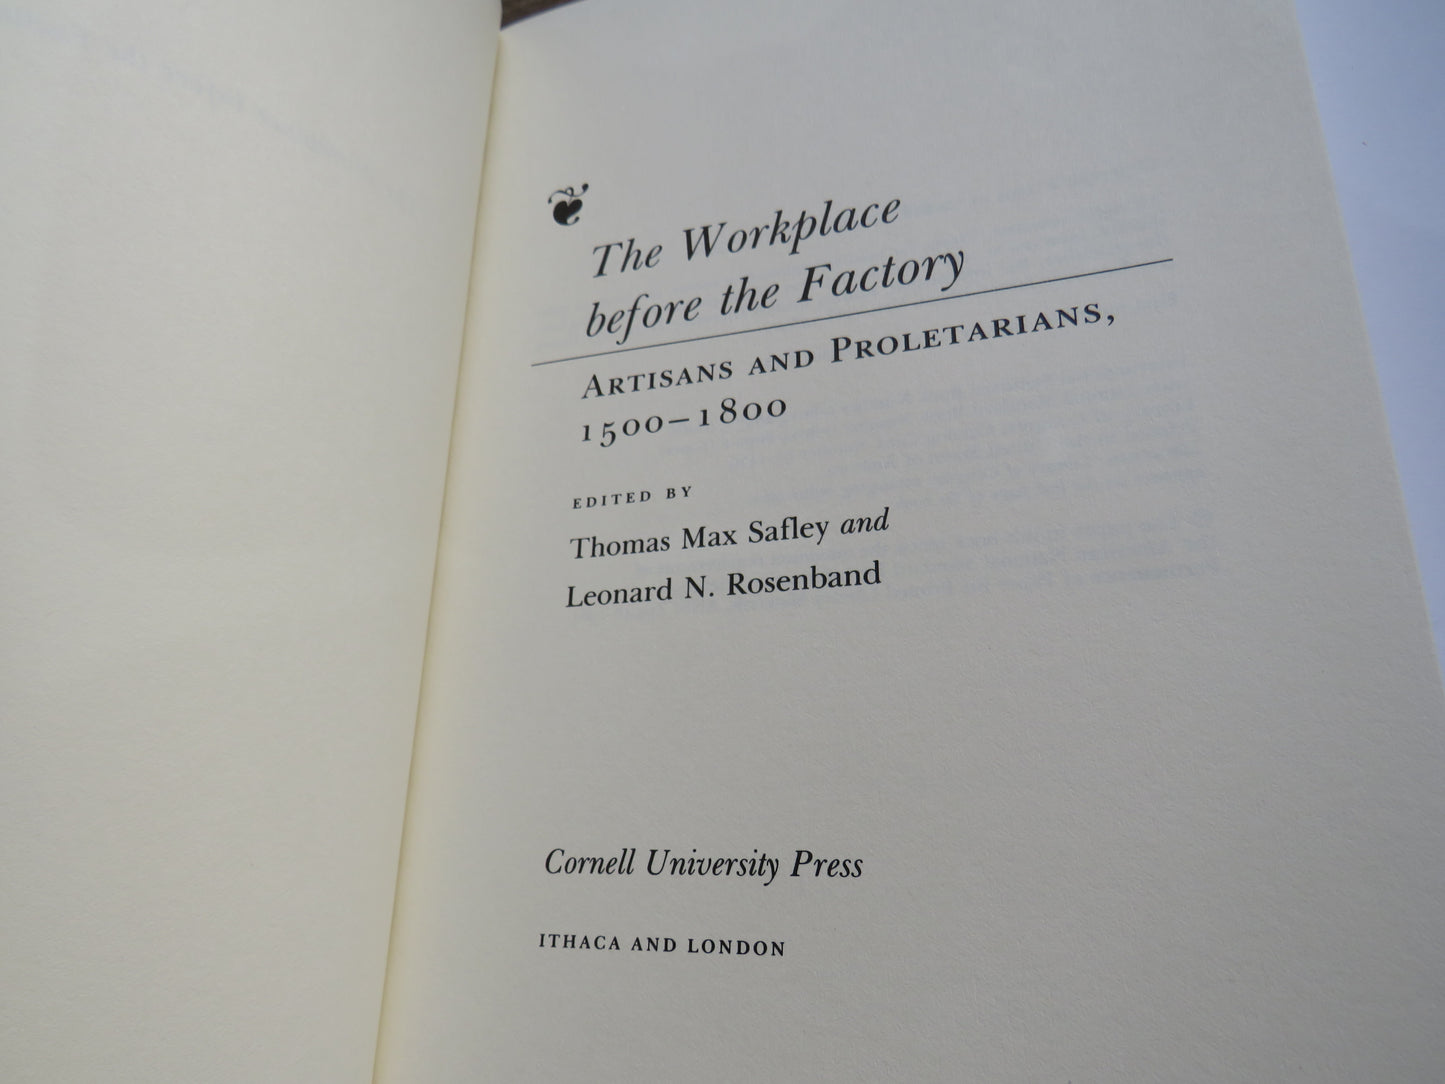 The Workplace
before the Factory
Artisans and Proletarians,
1500–1800
EDITED BY
Thomas Max Safley and
Leonard N. Rosenband
Cornell University Press
ITHACA AND LONDON